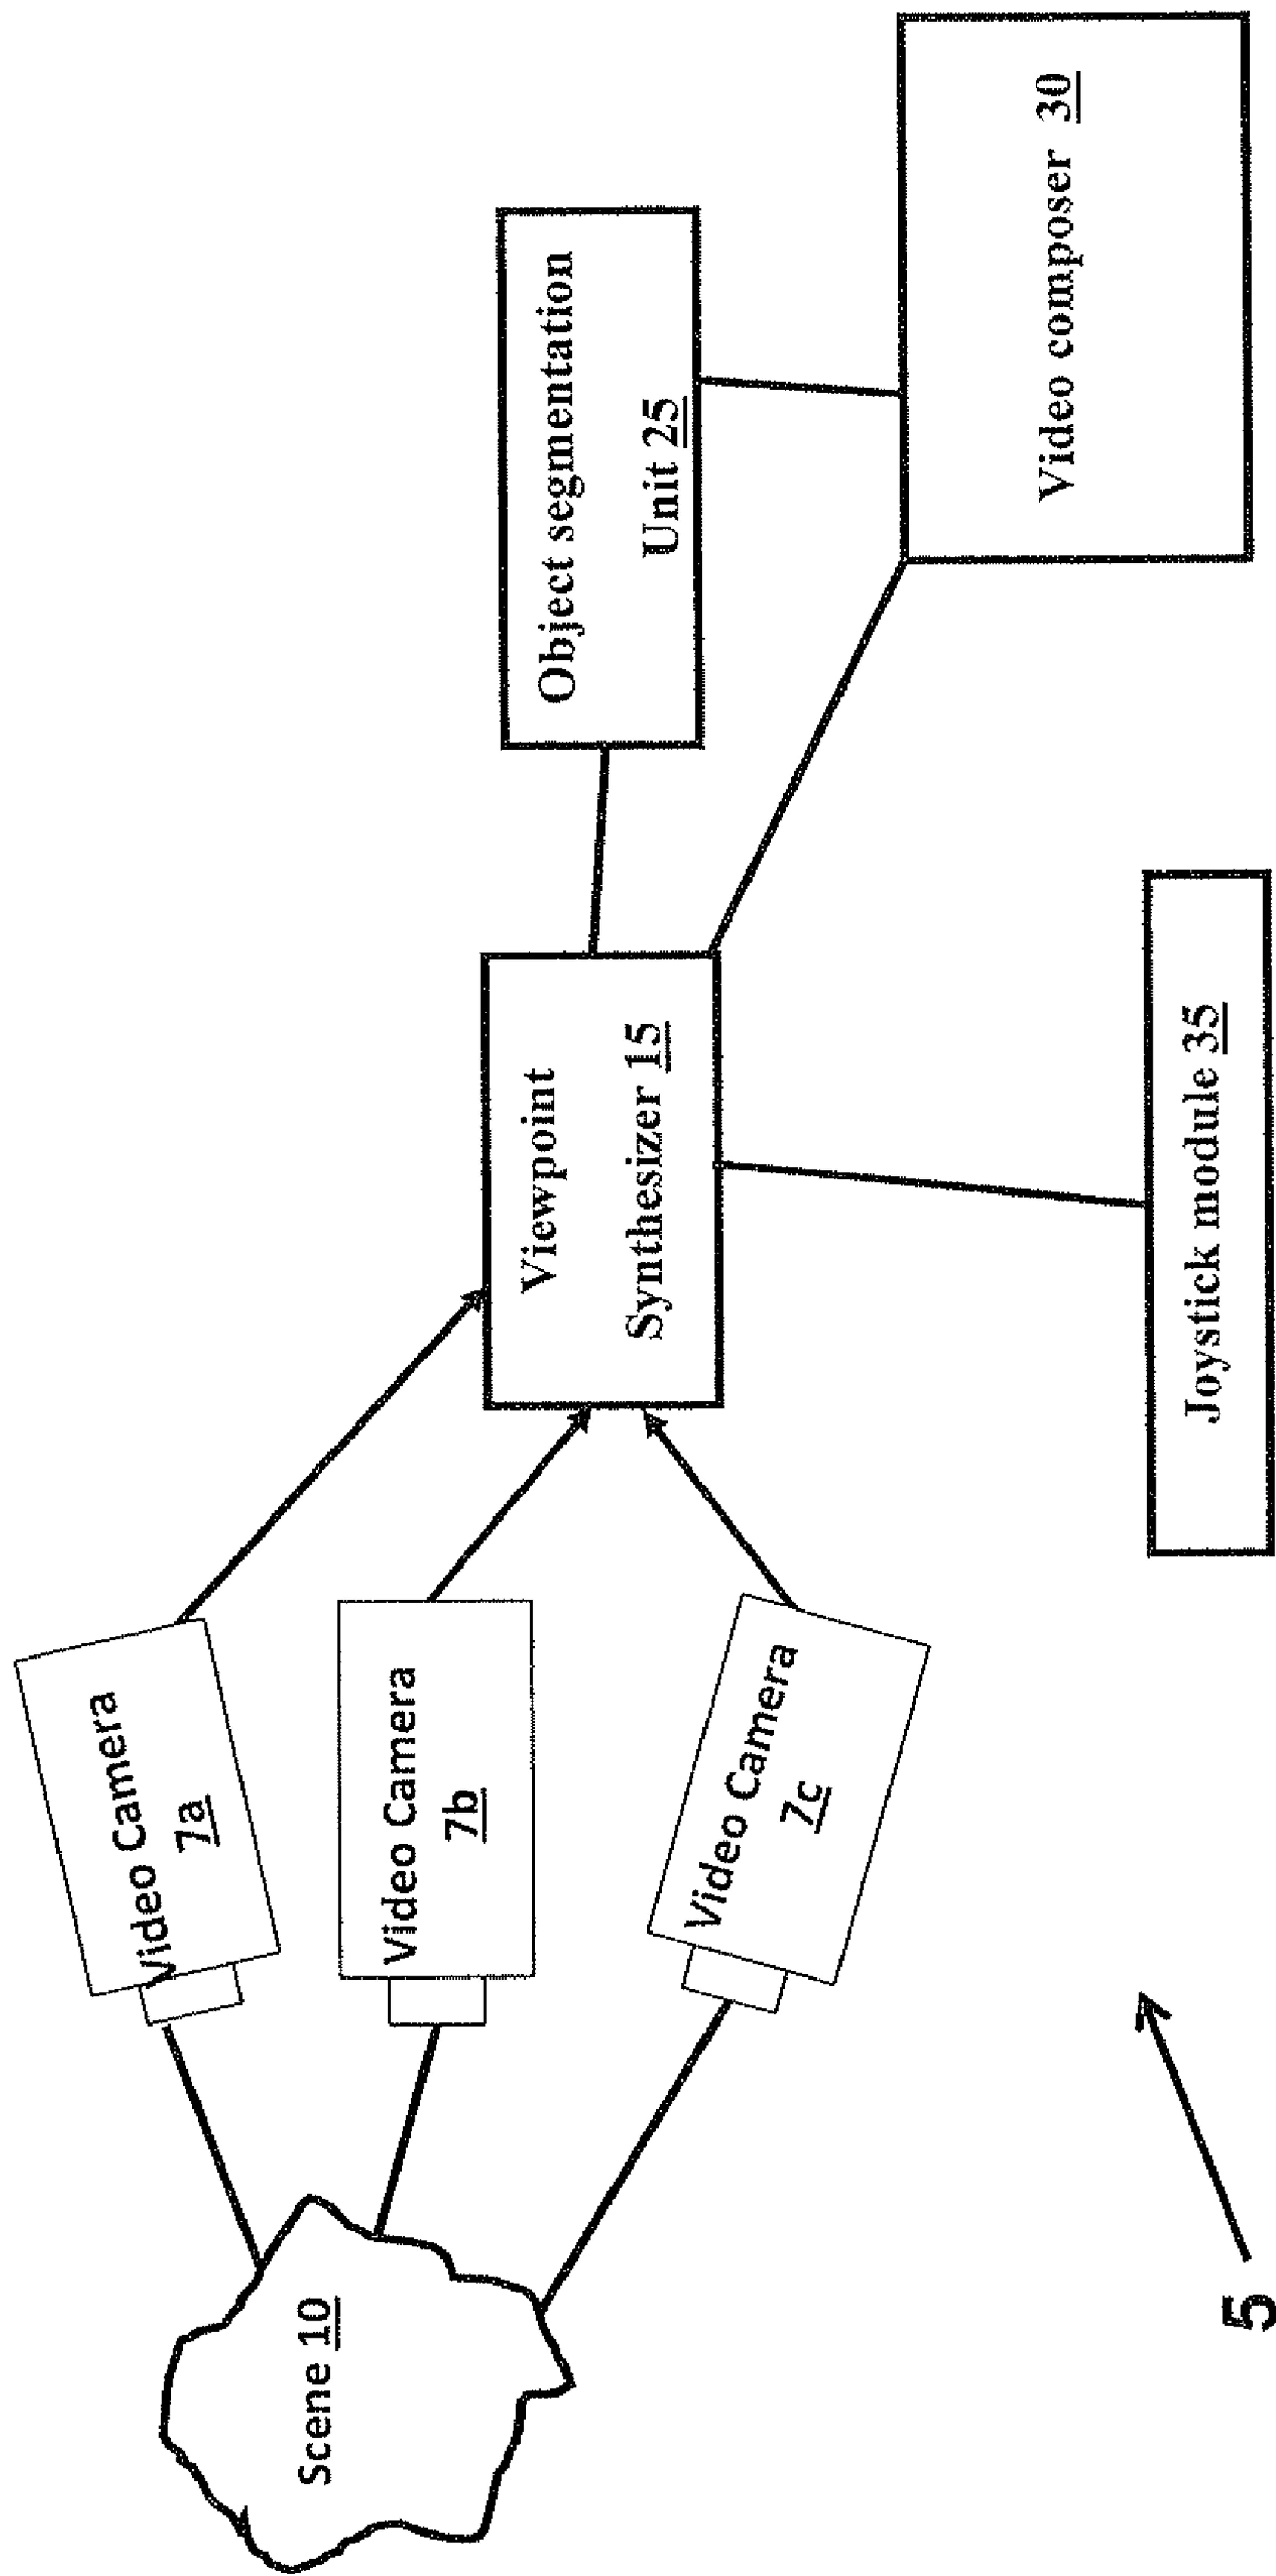 Scene 10
Video Camera
7a
Video Camera
7b
Video Camera
7c
Viewpoint
Synthesizer 15
Object segmentation
Unit 25
Video composer 30
Joystick module 35
5